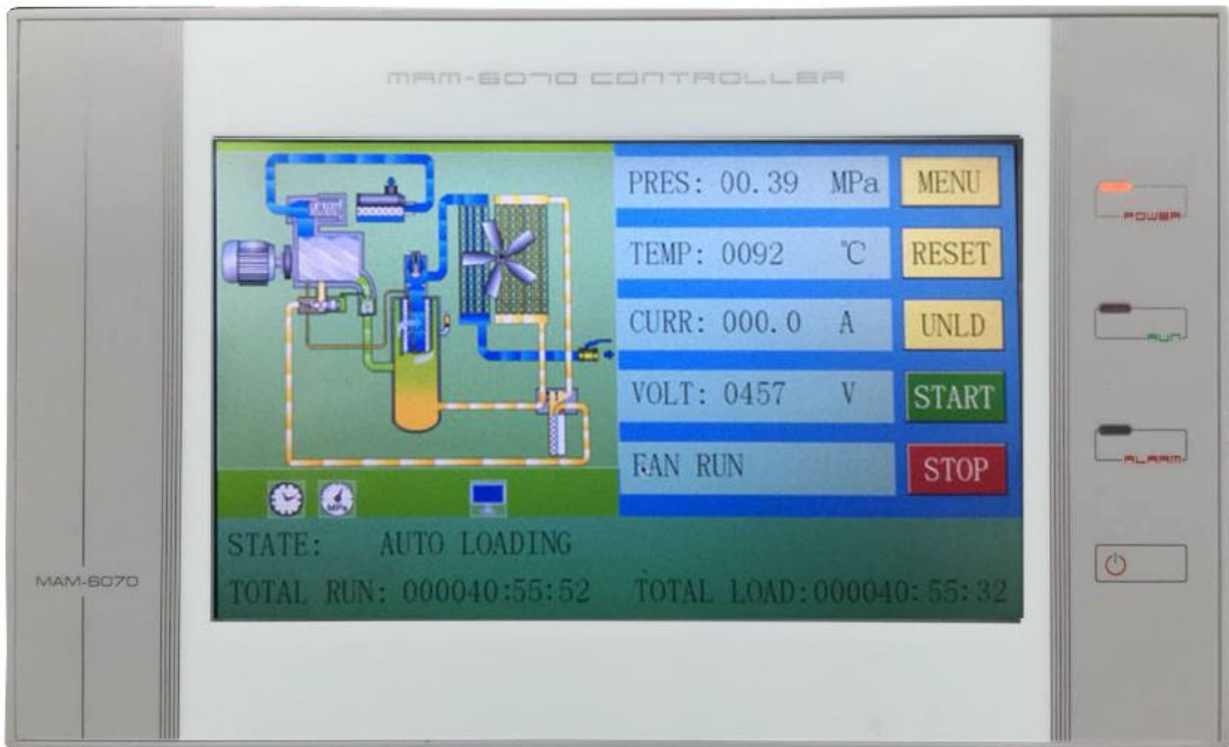 MAM-6070 CONTROLLER
PRES: 00.39 MPa MENU
TEMP: 0092 ℃ RESET
CURR: 000.0 A UNLD
VOLT: 0457 V START
FAN RUN STOP
MPa
STATE: AUTO LOADING
TOTAL RUN: 000040:55:52 TOTAL LOAD:000040:55:32
MAM-6070
POWER
RUN
ALARM